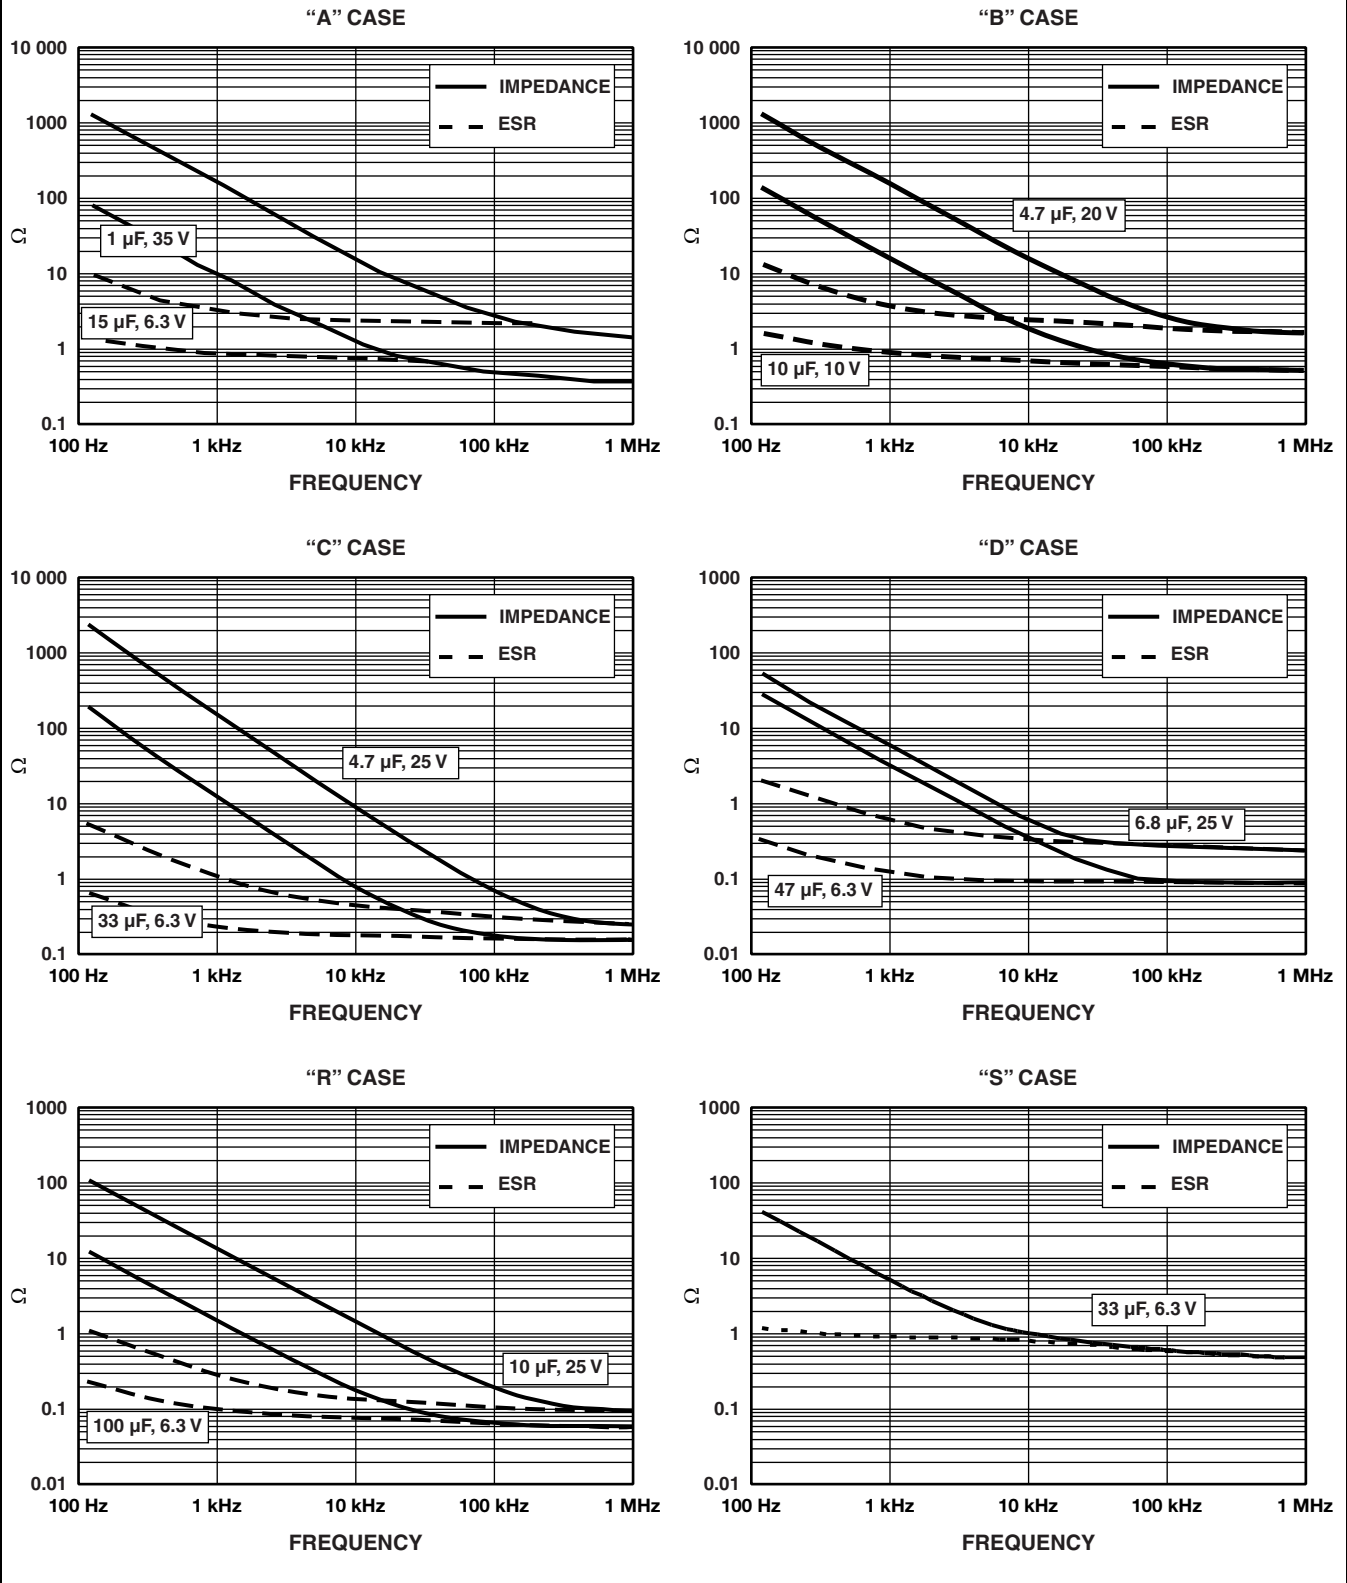 “A” CASE
10 000
1000
100
10
1
0.1
Ω
IMPEDANCE
ESR
1 µF, 35 V
15 µF, 6.3 V
100 Hz 1 kHz 10 kHz 100 kHz 1 MHz
FREQUENCY
“B” CASE
10 000
1000
100
10
1
0.1
Ω
IMPEDANCE
ESR
4.7 µF, 20 V
10 µF, 10 V
100 Hz 1 kHz 10 kHz 100 kHz 1 MHz
FREQUENCY
“C” CASE
10 000
1000
100
10
1
0.1
Ω
IMPEDANCE
ESR
4.7 µF, 25 V
33 µF, 6.3 V
100 Hz 1 kHz 10 kHz 100 kHz 1 MHz
FREQUENCY
“D” CASE
1000
100
10
1
0.1
0.01
Ω
IMPEDANCE
ESR
6.8 µF, 25 V
47 µF, 6.3 V
100 Hz 1 kHz 10 kHz 100 kHz 1 MHz
FREQUENCY
“R” CASE
1000
100
10
1
0.1
0.01
Ω
IMPEDANCE
ESR
10 µF, 25 V
100 µF, 6.3 V
100 Hz 1 kHz 10 kHz 100 kHz 1 MHz
FREQUENCY
“S” CASE
1000
100
10
1
0.1
0.01
Ω
IMPEDANCE
ESR
33 µF, 6.3 V
100 Hz 1 kHz 10 kHz 100 kHz 1 MHz
FREQUENCY